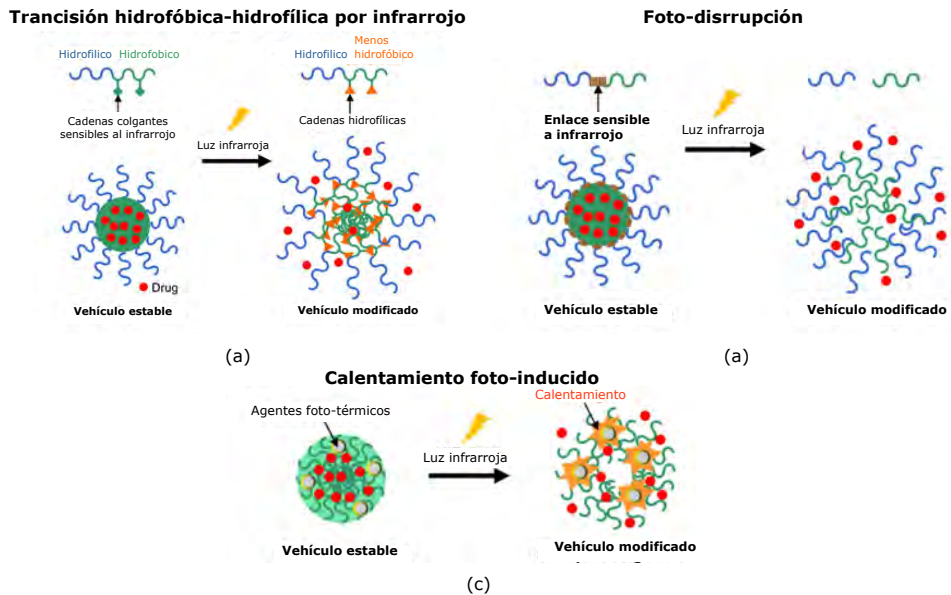 Trancisión hidrofóbica-hidrofílica por infrarrojo
Hidrofílico Hidrofobico
Menos
Hidrofílico hidrofóbico
Cadenas colgantes
sensibles al infrarrojo
Luz infrarroja
Cadenas hidrofílicas
Drug
Vehículo estable
Vehículo modificado
(a)
Foto-disrrupción
Enlace sensible
a infrarrojo
Luz infrarroja
Vehículo estable
Vehículo modificado
(a)
Calentamiento foto-inducido
Agentes foto-térmicos
Calentamiento
Luz infrarroja
Vehículo estable
Vehículo modificado
(c)